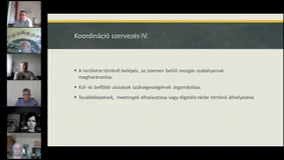 Koordináció szervezés IV.
• A területre történő belépés, az üzemen belüli mozgás szabályainak
meghatározása.
• Kül- és belföldi utazások szükségességének átgondolása.
• Továbbképzések, meetingek elhalasztása vagy digitális térbe történő áthelyezése.